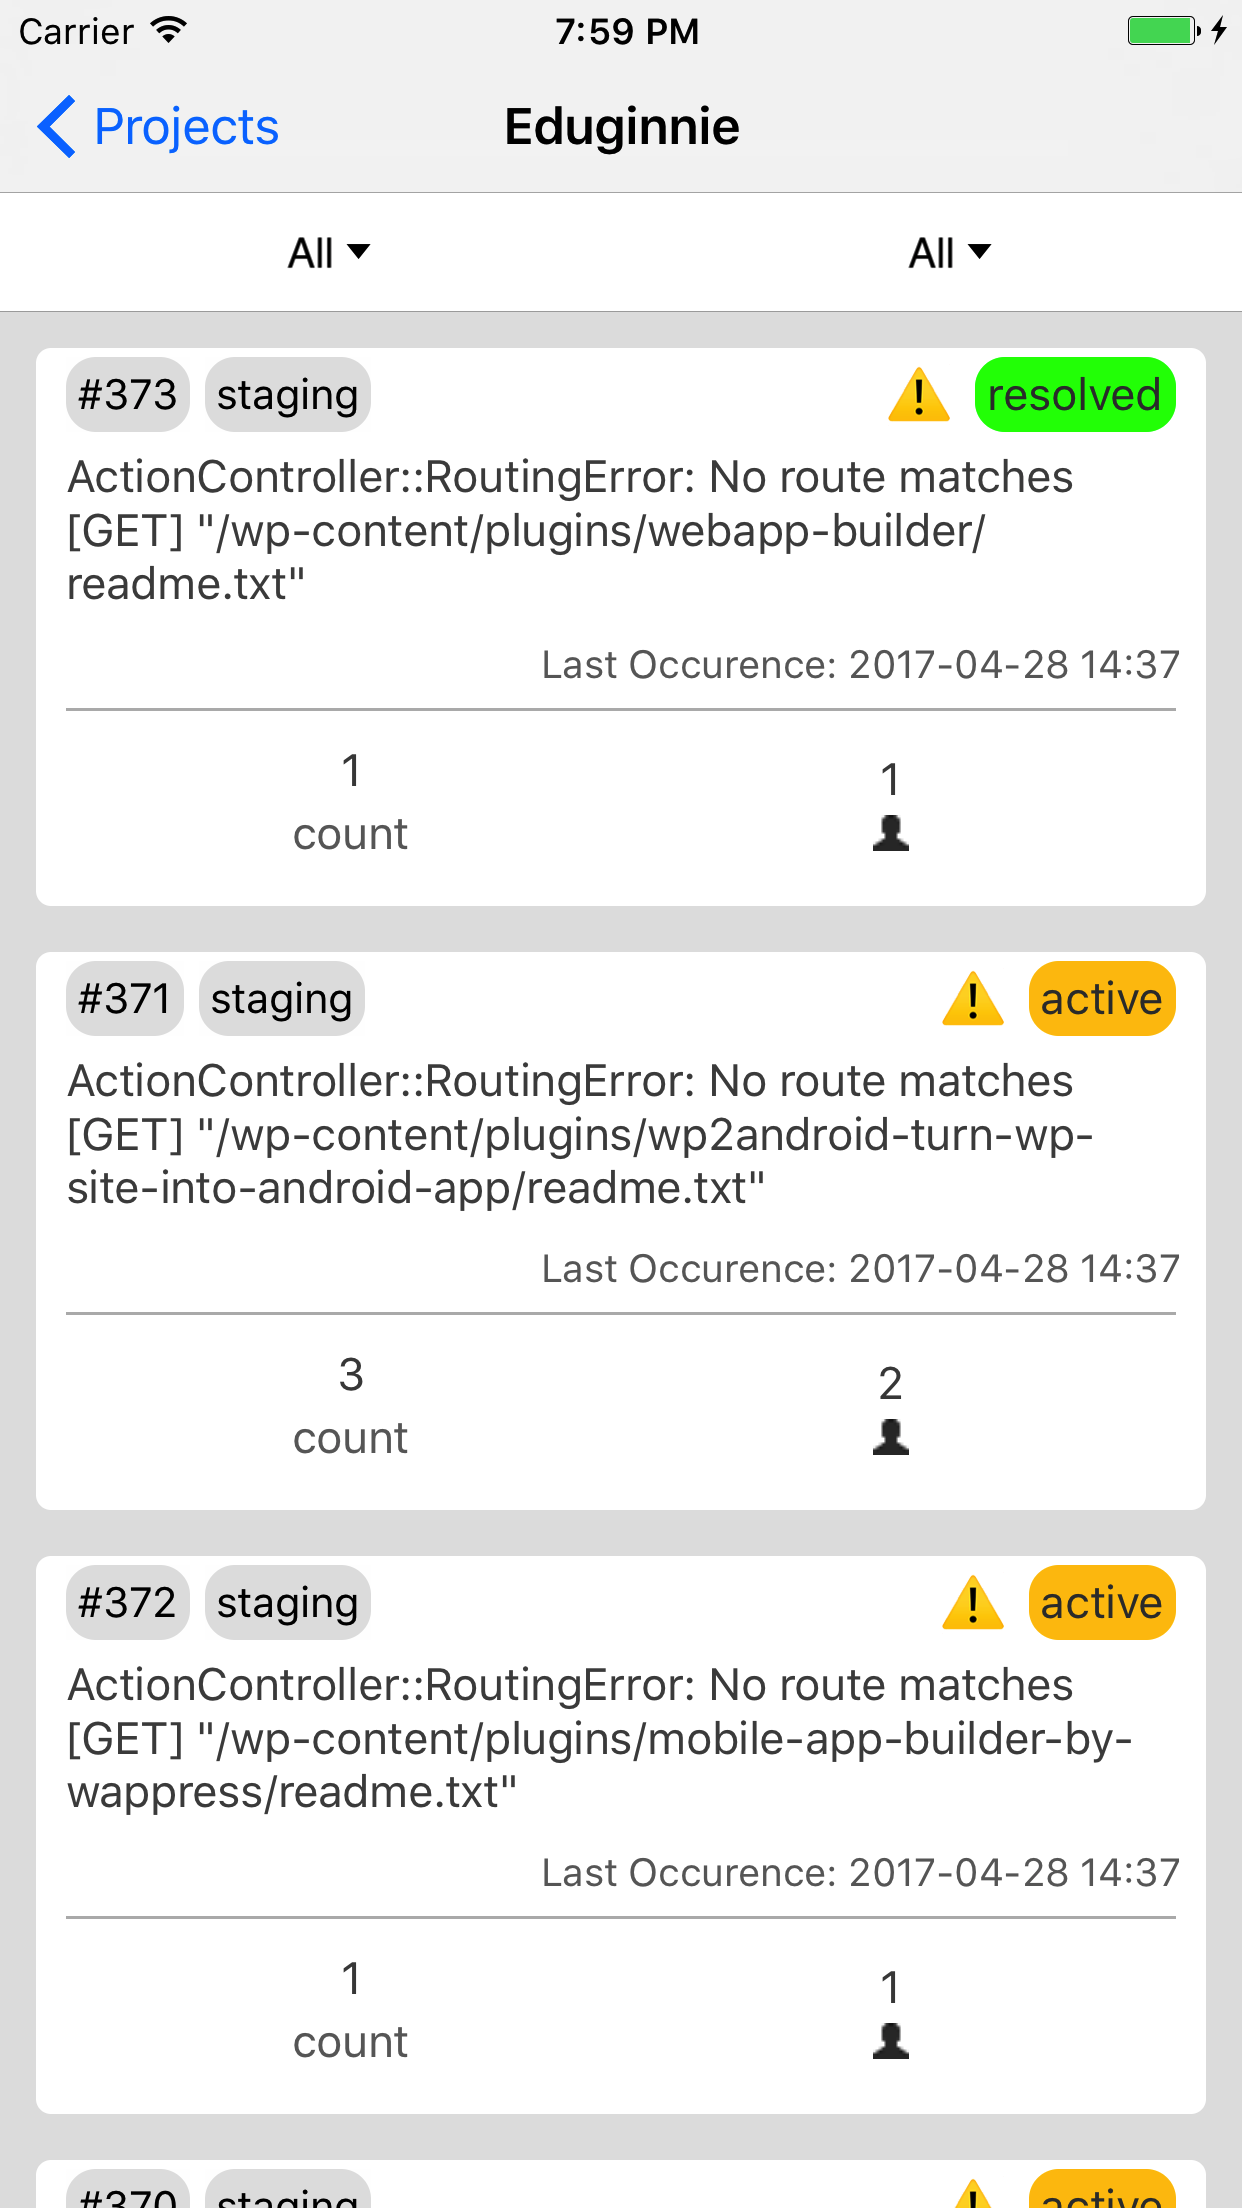 Carrier 7:59 PM
Projects Eduginnie
All All
#373 staging resolved
ActionController::RoutingError: No route matches
[GET] "/wp-content/plugins/webapp-builder/
readme.txt"
Last Occurence: 2017-04-28 14:37
1 1
count
#371 staging active
ActionController::RoutingError: No route matches
[GET] "/wp-content/plugins/wp2android-turn-wp-
site-into-android-app/readme.txt"
Last Occurence: 2017-04-28 14:37
3 2
count
#372 staging active
ActionController::RoutingError: No route matches
[GET] "/wp-content/plugins/mobile-app-builder-by-
wappress/readme.txt"
Last Occurence: 2017-04-28 14:37
1 1
count
#370 staging active